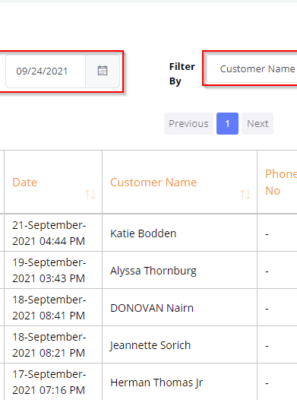 09/24/2021
Filter
By
Customer Name
Previous 1 Next
Date
Customer Name
Phone
No
21-September-
2021 04:44 PM
Katie Bodden
-
19-September-
2021 03:43 PM
Alyssa Thornburg
-
18-September-
2021 08:41 PM
DONOVAN Nairn
-
18-September-
2021 08:21 PM
Jeannette Sorich
-
17-September-
2021 07:16 PM
Herman Thomas Jr
-